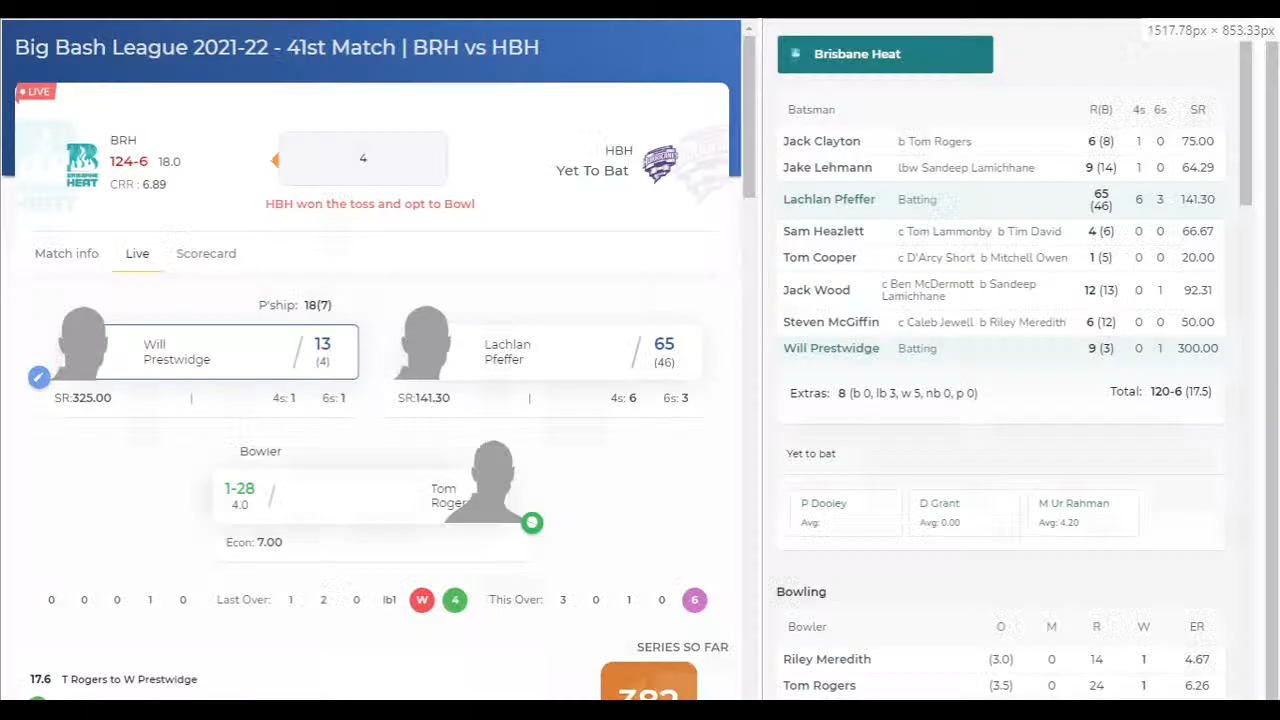 1517.78px × 853.33px
Big Bash League 2021-22 - 41st Match | BRH vs HBH
LIVE
BRH
124-6 18.0
CRR : 6.89
4
HBH
Yet To Bat
HBH won the toss and opt to Bowl
Match info Live Scorecard
P'ship: 18(7)
Will Prestwidge 13 (4)
Lachlan Pfeffer 65 (46)
SR:325.00 | 4s: 1 6s: 1
SR:141.30 | 4s: 6 6s: 3
Bowler
1-28
4.0
Tom
Roger
Econ: 7.00
0 0 0 1 0 Last Over: 1 2 0 lb1 W 4 This Over: 3 0 1 0 6
SERIES SO FAR
17.6 T Rogers to W Prestwidge
382
Brisbane Heat
Batsman R(B) 4s 6s SR
Jack Clayton b Tom Rogers 6 (8) 1 0 75.00
Jake Lehmann lbw Sandeep Lamichhane 9 (14) 1 0 64.29
Lachlan Pfeffer Batting 65 (46) 6 3 141.30
Sam Heazlett c Tom Lammonby b Tim David 4 (6) 0 0 66.67
Tom Cooper c D'Arcy Short b Mitchell Owen 1 (5) 0 0 20.00
Jack Wood c Ben McDermott b Sandeep Lamichhane 12 (13) 0 1 92.31
Steven McGiffin c Caleb Jewell b Riley Meredith 6 (12) 0 0 50.00
Will Prestwidge Batting 9 (3) 0 1 300.00
Extras: 8 (b 0, lb 3, w 5, nb 0, p 0) Total: 120-6 (17.5)
Yet to bat
P Dooley D Grant M Ur Rahman
Avg: Avg: 0.00 Avg: 4.20
Bowling
Bowler O M R W ER
Riley Meredith (3.0) 0 14 1 4.67
Tom Rogers (3.5) 0 24 1 6.26